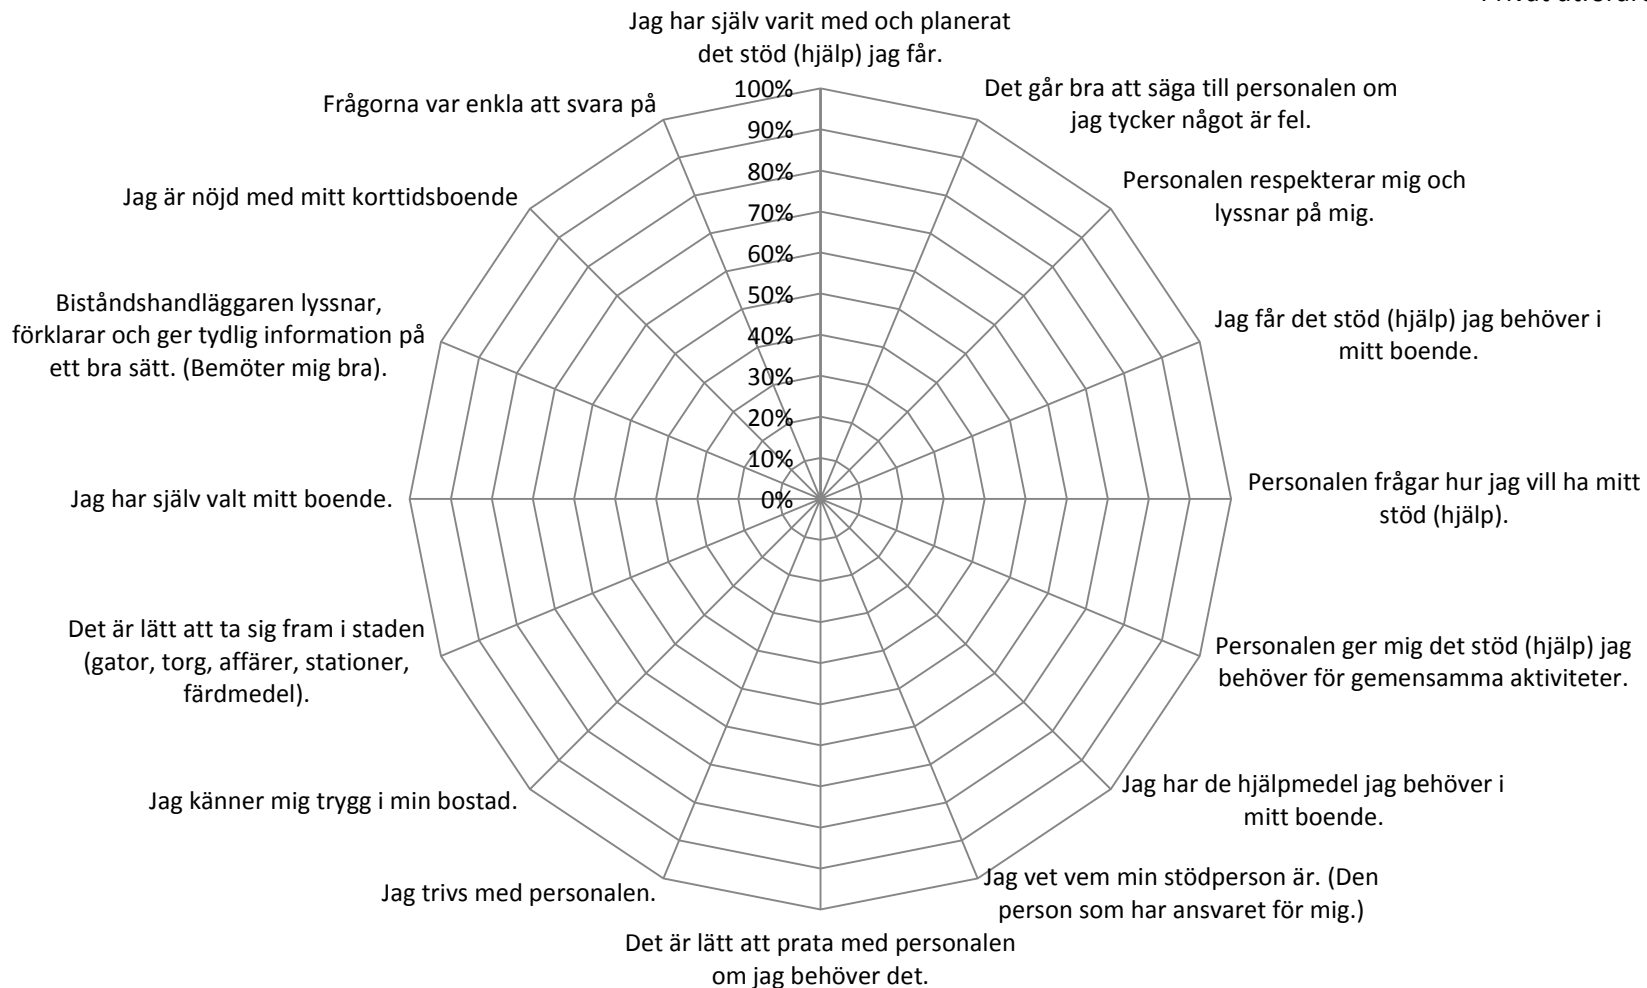 Jag har själv varit med och planerat
det stöd (hjälp) jag får.
Det går bra att säga till personalen om
jag tycker något är fel.
Personalen respekterar mig och
lyssnar på mig.
Jag får det stöd (hjälp) jag behöver i
mitt boende.
Personalen frågar hur jag vill ha mitt
stöd (hjälp).
Personalen ger mig det stöd (hjälp) jag
behöver för gemensamma aktiviteter.
Jag har de hjälpmedel jag behöver i
mitt boende.
Jag vet vem min stödperson är. (Den
person som har ansvaret för mig.)
Det är lätt att prata med personalen
om jag behöver det.
Jag trivs med personalen.
Jag känner mig trygg i min bostad.
Det är lätt att ta sig fram i staden
(gator, torg, affärer, stationer,
färdmedel).
Jag har själv valt mitt boende.
Biståndshandläggaren lyssnar,
förklarar och ger tydlig information på
ett bra sätt. (Bemöter mig bra).
Jag är nöjd med mitt korttidsboende
Frågorna var enkla att svara på
100%
90%
80%
70%
60%
50%
40%
30%
20%
10%
0%